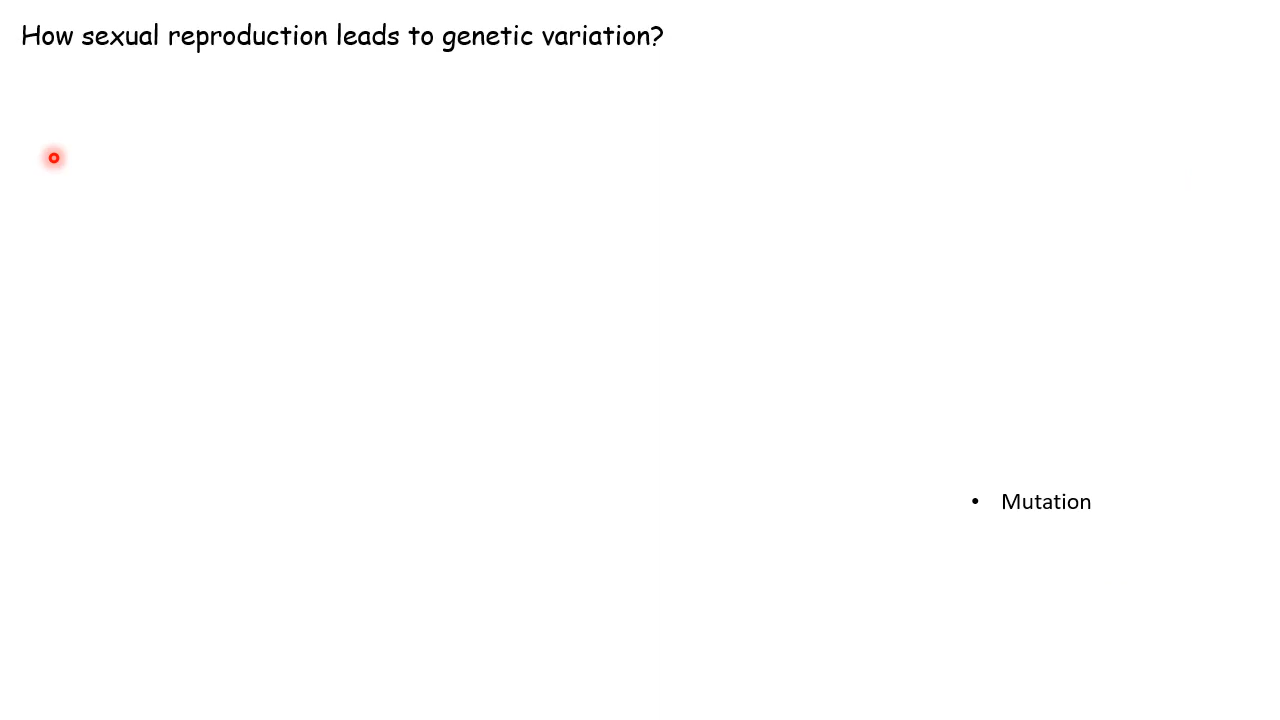 How sexual reproduction leads to genetic variation?
• Mutation